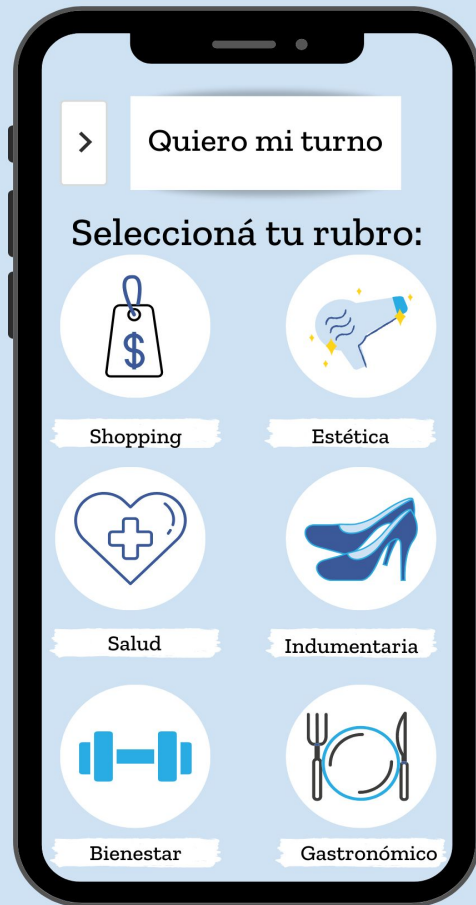 Quiero mi turno
Seleccioná tu rubro:
$
Shopping
Estética
Salud
Indumentaria
Bienestar
Gastronómico